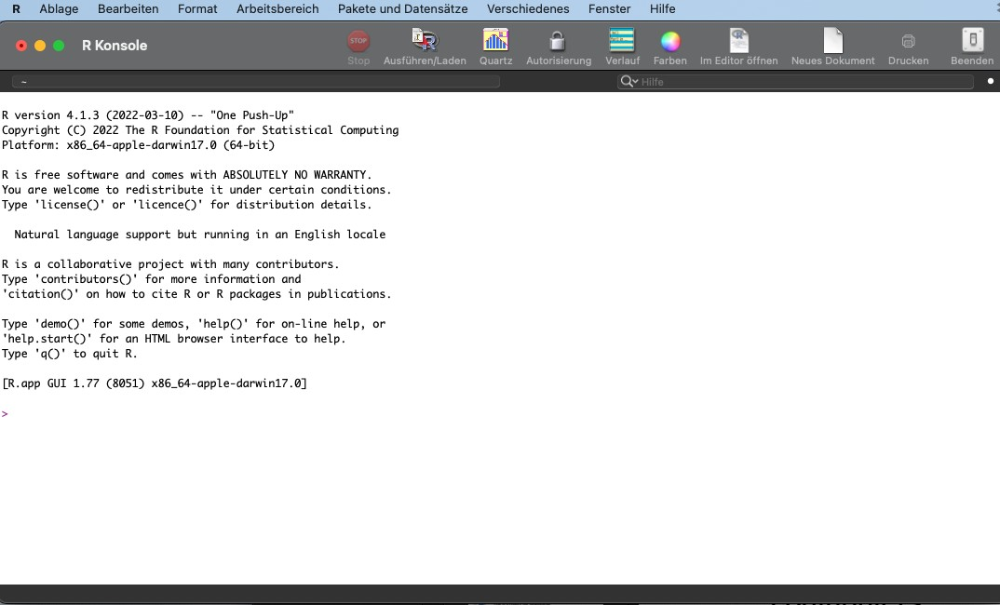 R Ablage Bearbeiten Format Arbeitsbereich Pakete und Datensätze Verschiedenes Fenster Hilfe
R Konsole
STOP
Stop Ausführen/Laden Quartz Autorisierung Verlauf Farben Im Editor öffnen Neues Dokument Drucken Beenden
~ Hilfe
R version 4.1.3 (2022-03-10) -- "One Push-Up"
Copyright (C) 2022 The R Foundation for Statistical Computing
Platform: x86_64-apple-darwin17.0 (64-bit)
R is free software and comes with ABSOLUTELY NO WARRANTY.
You are welcome to redistribute it under certain conditions.
Type 'license()' or 'licence()' for distribution details.
Natural language support but running in an English locale
R is a collaborative project with many contributors.
Type 'contributors()' for more information and
'citation()' on how to cite R or R packages in publications.
Type 'demo()' for some demos, 'help()' for on-line help, or
'help.start()' for an HTML browser interface to help.
Type 'q()' to quit R.
[R.app GUI 1.77 (8051) x86_64-apple-darwin17.0]
>